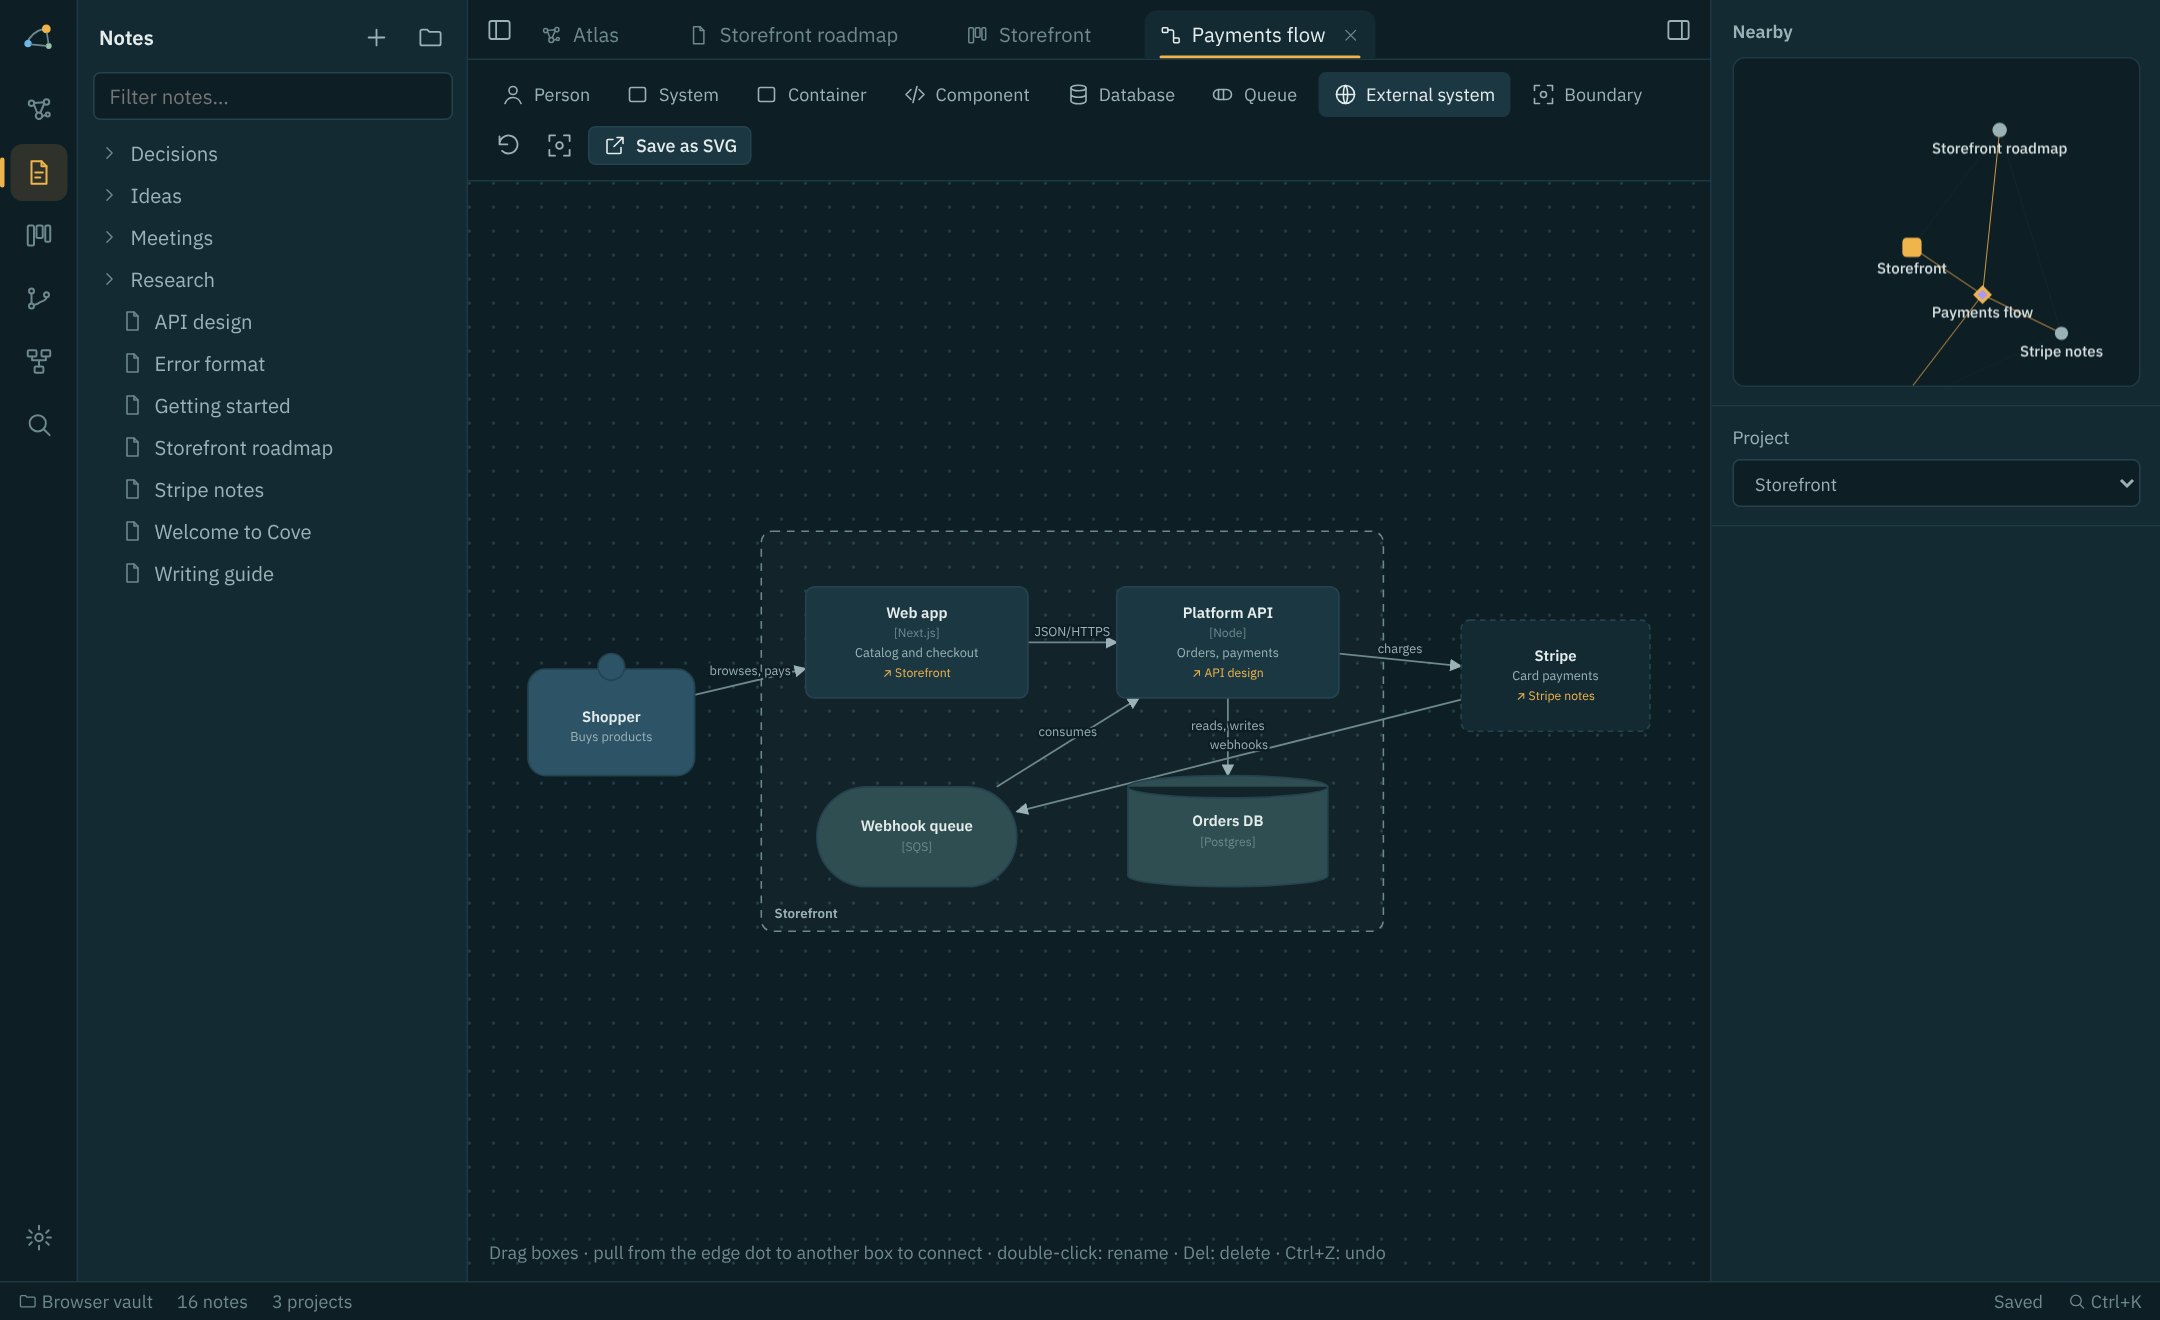 Notes
Filter notes...
Decisions
Ideas
Meetings
Research
API design
Error format
Getting started
Storefront roadmap
Stripe notes
Welcome to Cove
Writing guide
Atlas
Storefront roadmap
Storefront
Payments flow
Person
System
Container
Component
Database
Queue
External system
Boundary
Save as SVG
Shopper
Buys products
browses, pays
Web app
[Next.js]
Catalog and checkout
↗ Storefront
JSON/HTTPS
Platform API
[Node]
Orders, payments
↗ API design
charges
Stripe
Card payments
↗ Stripe notes
consumes
reads, writes
webhooks
Webhook queue
[SQS]
Orders DB
[Postgres]
Storefront
Drag boxes · pull from the edge dot to another box to connect · double-click: rename · Del: delete · Ctrl+Z: undo
Nearby
Storefront roadmap
Storefront
Payments flow
Stripe notes
Project
Storefront
Browser vault
16 notes
3 projects
Saved
Ctrl+K